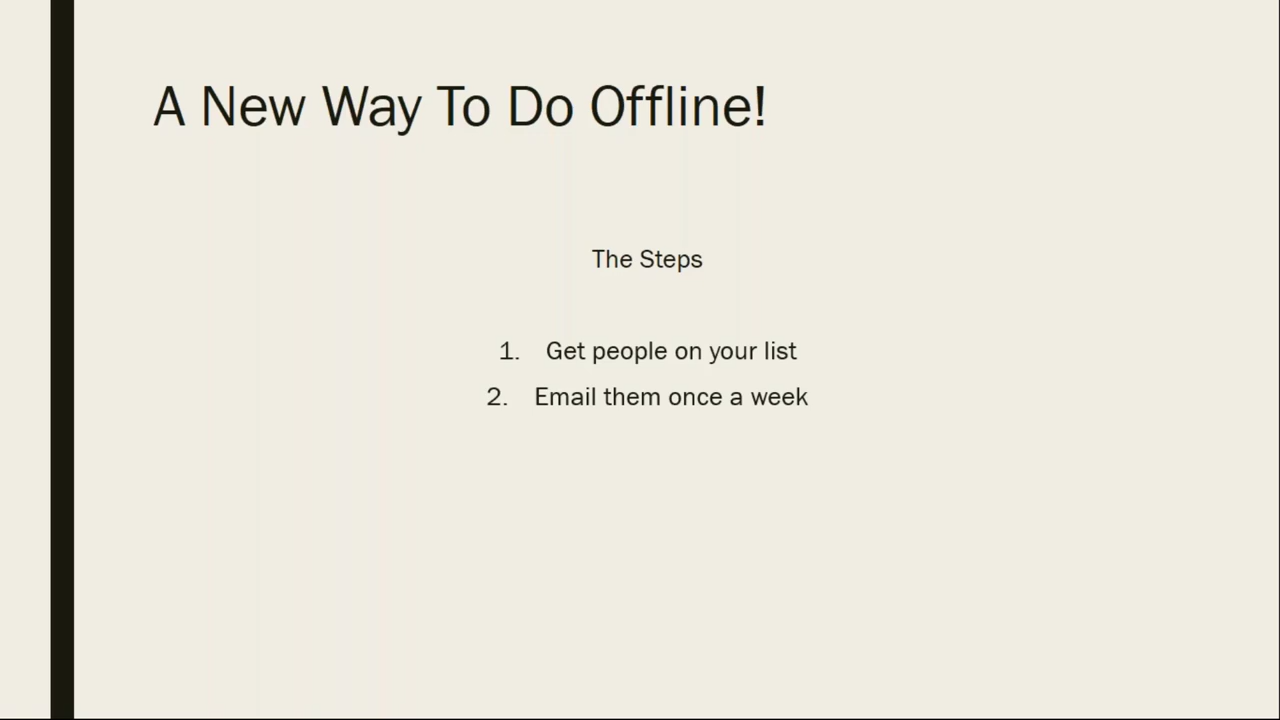 A New Way To Do Offline!
The Steps
1. Get people on your list
2. Email them once a week